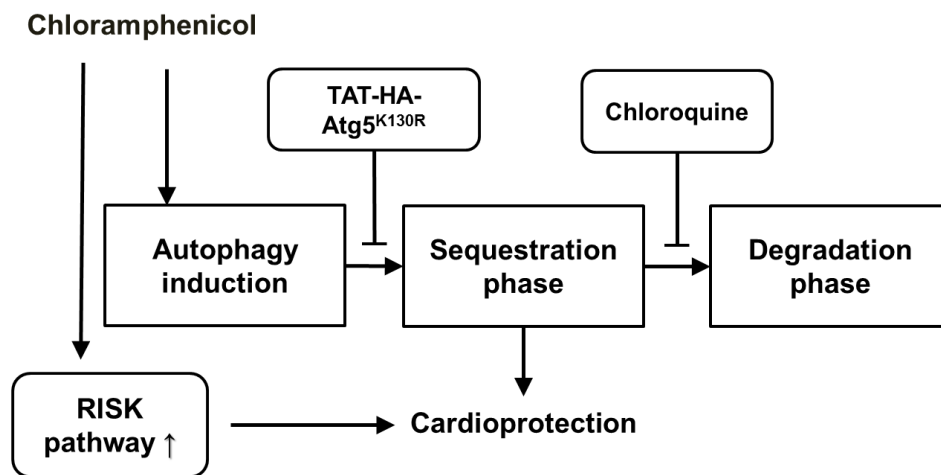 Chloramphenicol
TAT-HA-
Atg5K130R
Chloroquine
Autophagy
induction
Sequestration
phase
Degradation
phase
RISK
pathway ↑
Cardioprotection